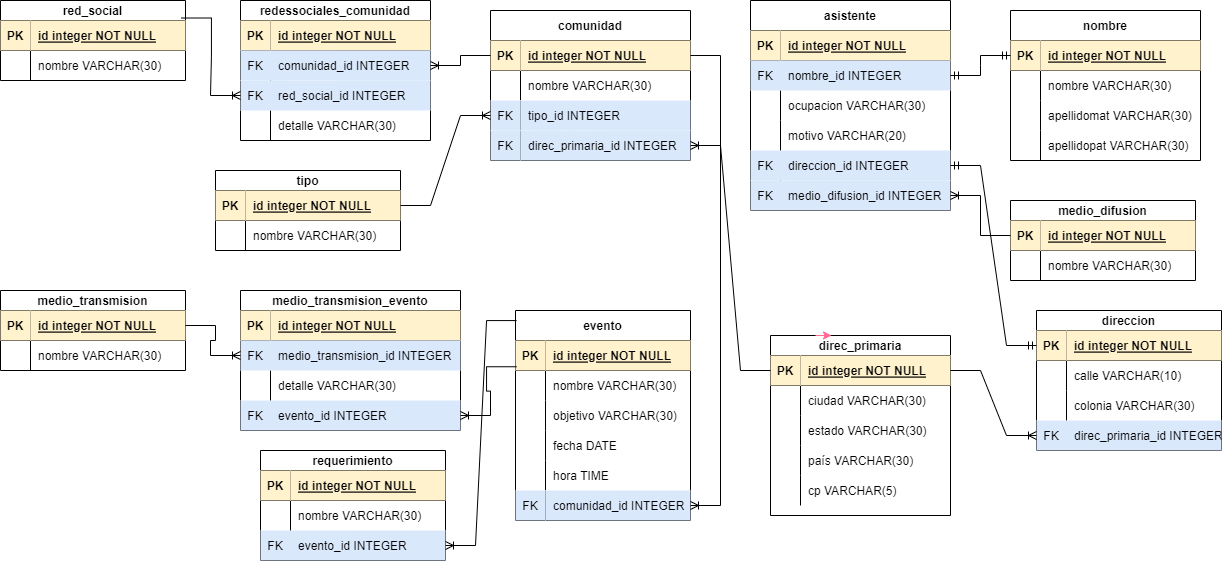 red_social
PK id integer NOT NULL
nombre VARCHAR(30)
redessociales_comunidad
PK id integer NOT NULL
FK comunidad_id INTEGER
FK red_social_id INTEGER
detalle VARCHAR(30)
comunidad
PK id integer NOT NULL
nombre VARCHAR(30)
FK tipo_id INTEGER
FK direc_primaria_id INTEGER
asistente
PK id integer NOT NULL
FK nombre_id INTEGER
ocupacion VARCHAR(30)
motivo VARCHAR(20)
FK direccion_id INTEGER
FK medio_difusion_id INTEGER
nombre
PK id integer NOT NULL
nombre VARCHAR(30)
apellidomat VARCHAR(30)
apellidopat VARCHAR(30)
tipo
PK id integer NOT NULL
nombre VARCHAR(30)
medio_difusion
PK id integer NOT NULL
nombre VARCHAR(30)
medio_transmision
PK id integer NOT NULL
nombre VARCHAR(30)
medio_transmision_evento
PK id integer NOT NULL
FK medio_transmision_id INTEGER
detalle VARCHAR(30)
FK evento_id INTEGER
evento
PK id integer NOT NULL
nombre VARCHAR(30)
objetivo VARCHAR(30)
fecha DATE
hora TIME
FK comunidad_id INTEGER
direc_primaria
PK id integer NOT NULL
ciudad VARCHAR(30)
estado VARCHAR(30)
país VARCHAR(30)
cp VARCHAR(5)
direccion
PK id integer NOT NULL
calle VARCHAR(10)
colonia VARCHAR(30)
FK direc_primaria_id INTEGER
requerimiento
PK id integer NOT NULL
nombre VARCHAR(30)
FK evento_id INTEGER